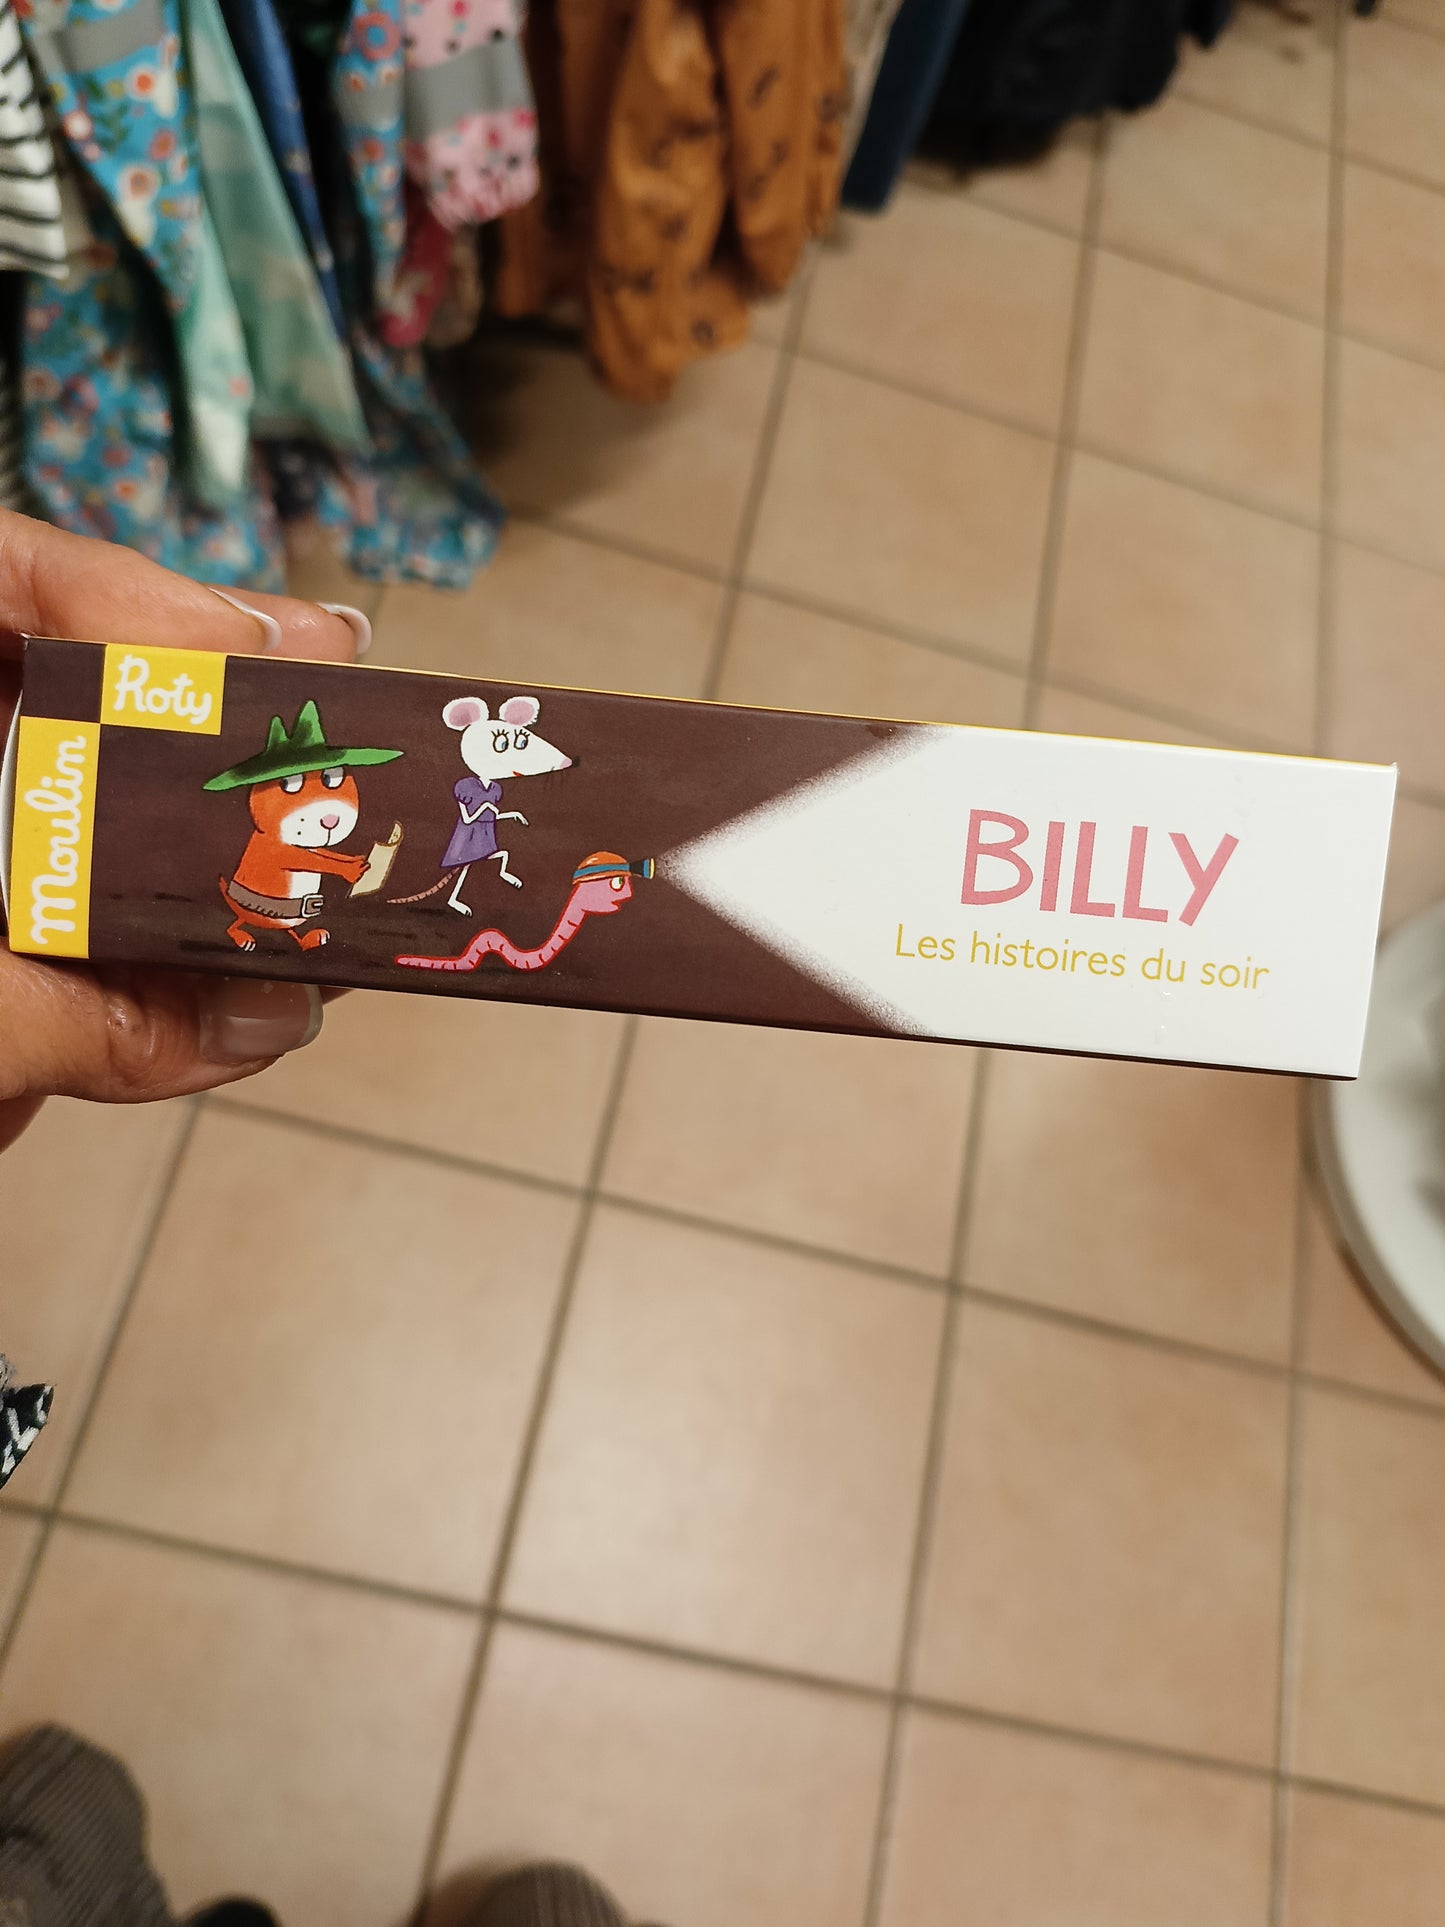 Moulin
Roty
BILLY
Les histoires du soir